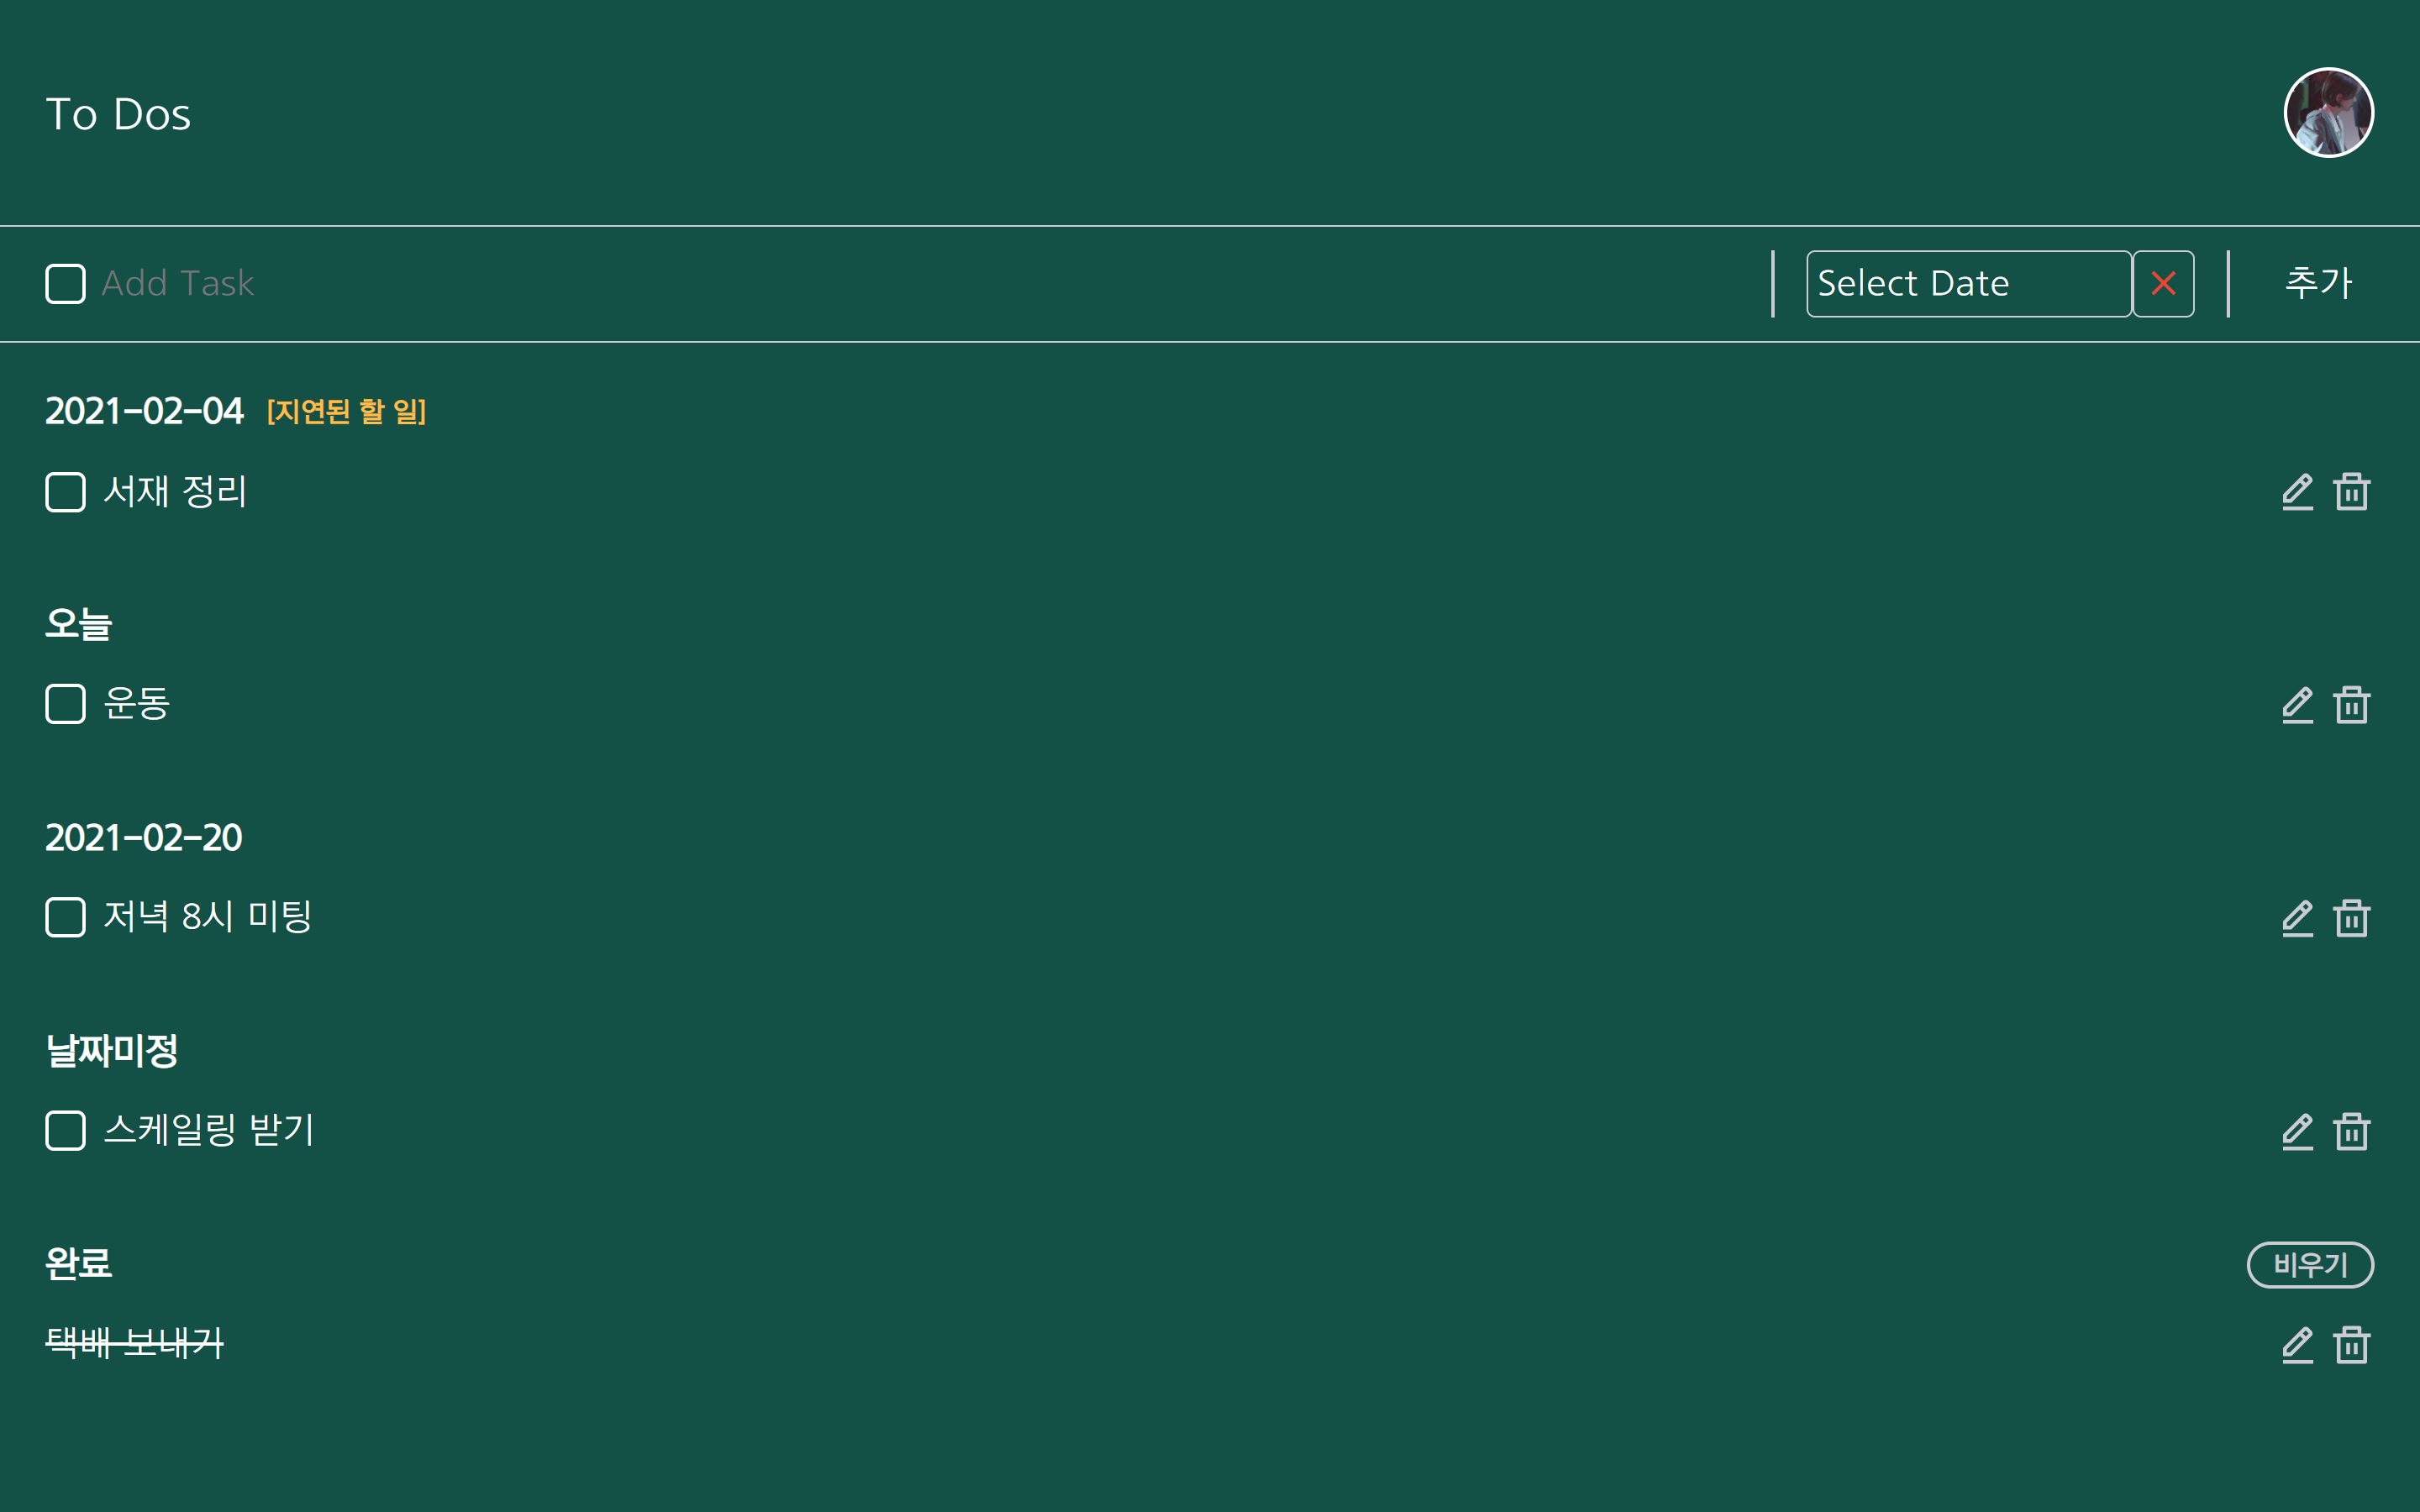 To Dos
Add Task
Select Date
추가
2021-02-04 [지연된 할 일]
서재 정리
오늘
운동
2021-02-20
저녁 8시 미팅
날짜미정
스케일링 받기
완료
비우기
택배 보내기